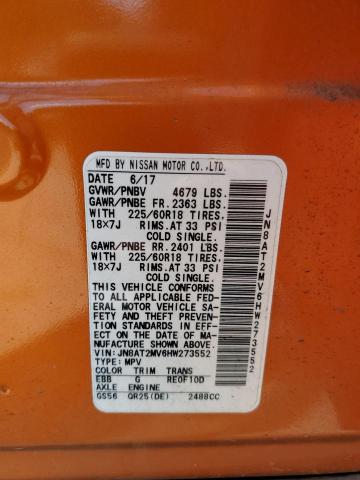 MFD BY NISSAN MOTOR CO.,LTD.
DATE 6/17
GVWR/PNBV 4679 LBS.
GAWR/PNBE FR. 2363 LBS.
WITH 225/60R18 TIRES,
18×7J RIMS.AT 33 PSI
COLD SINGLE.
GAWR/PNBE RR. 2401 LBS.
WITH 225/60R18 TIRES,
18×7J RIMS.AT 33 PSI
COLD SINGLE.
THIS VEHICLE CONFORMS
TO ALL APPLICABLE FED-
ERAL MOTOR VEHICLE SA-
FETY AND THEFT PREVEN-
TION STANDARDS IN EFF-
ECT ON THE DATE OF MA-
NUFACTURE SHOWN ABOVE.
VIN: JN8AT2MV6HW273552
TYPE: MPV
COLOR TRIM TRANS
EBB G RE0F10D
AXLE ENGINE
GS56 QR25(DE) 2488CC
JN8AT2MV6HW273552